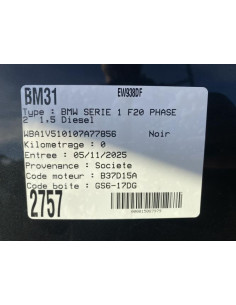 BM31 EW938DF
Type : BMW SERIE 1 F20 PHASE
2 1.5 Diesel
WBA1V510107A77856 Noir
Kilometrage : 0
Entree : 05/11/2025
Provenance : Societe
Code moteur : B37D15A
Code boite : GS6-17DG
2757